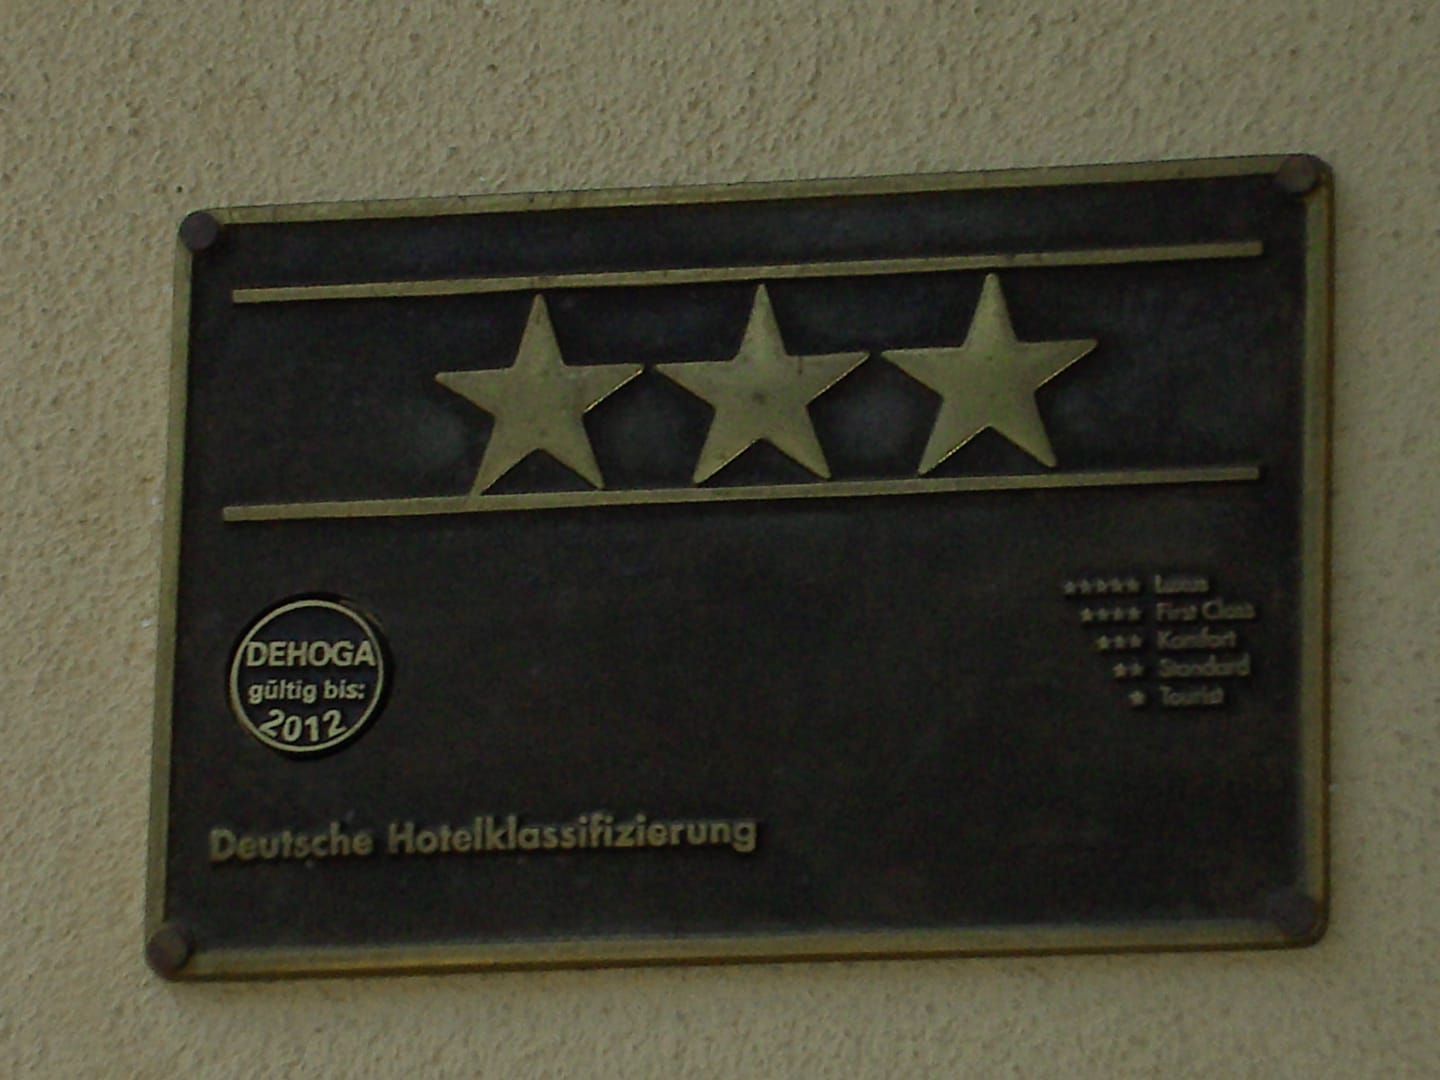 DEHOGA
gültig bis:
2012
***** Luxus
**** First Class
*** Komfort
** Standard
* Tourist
Deutsche Hotelklassifizierung